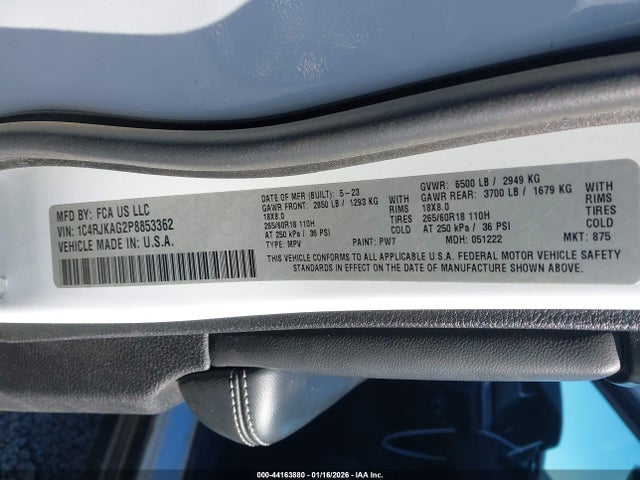 MFD BY: FCA US LLC
VIN: 1C4RJKAG2P8853362
VEHICLE MADE IN U.S.A.
DATE OF MFR (BUILT): 5-23
GAWR FRONT: 2850 LB / 1293 KG WITH
18X8.0 RIMS
265/60R18 110H TIRES
AT 250 kPa / 36 PSI COLD
TYPE: MPV PAINT: PW7
GVWR: 6500 LB / 2949 KG
GAWR REAR: 3700 LB / 1679 KG WITH
18X8.0 RIMS
265/60R18 110H TIRES
AT 250 kPa / 36 PSI COLD
MDH: 051222 MKT: 875
THIS VEHICLE CONFORMS TO ALL APPLICABLE U.S.A. FEDERAL MOTOR VEHICLE SAFETY
STANDARDS IN EFFECT ON THE DATE OF MANUFACTURE SHOWN ABOVE.
000-44163880 - 01/16/2026 - IAA Inc.